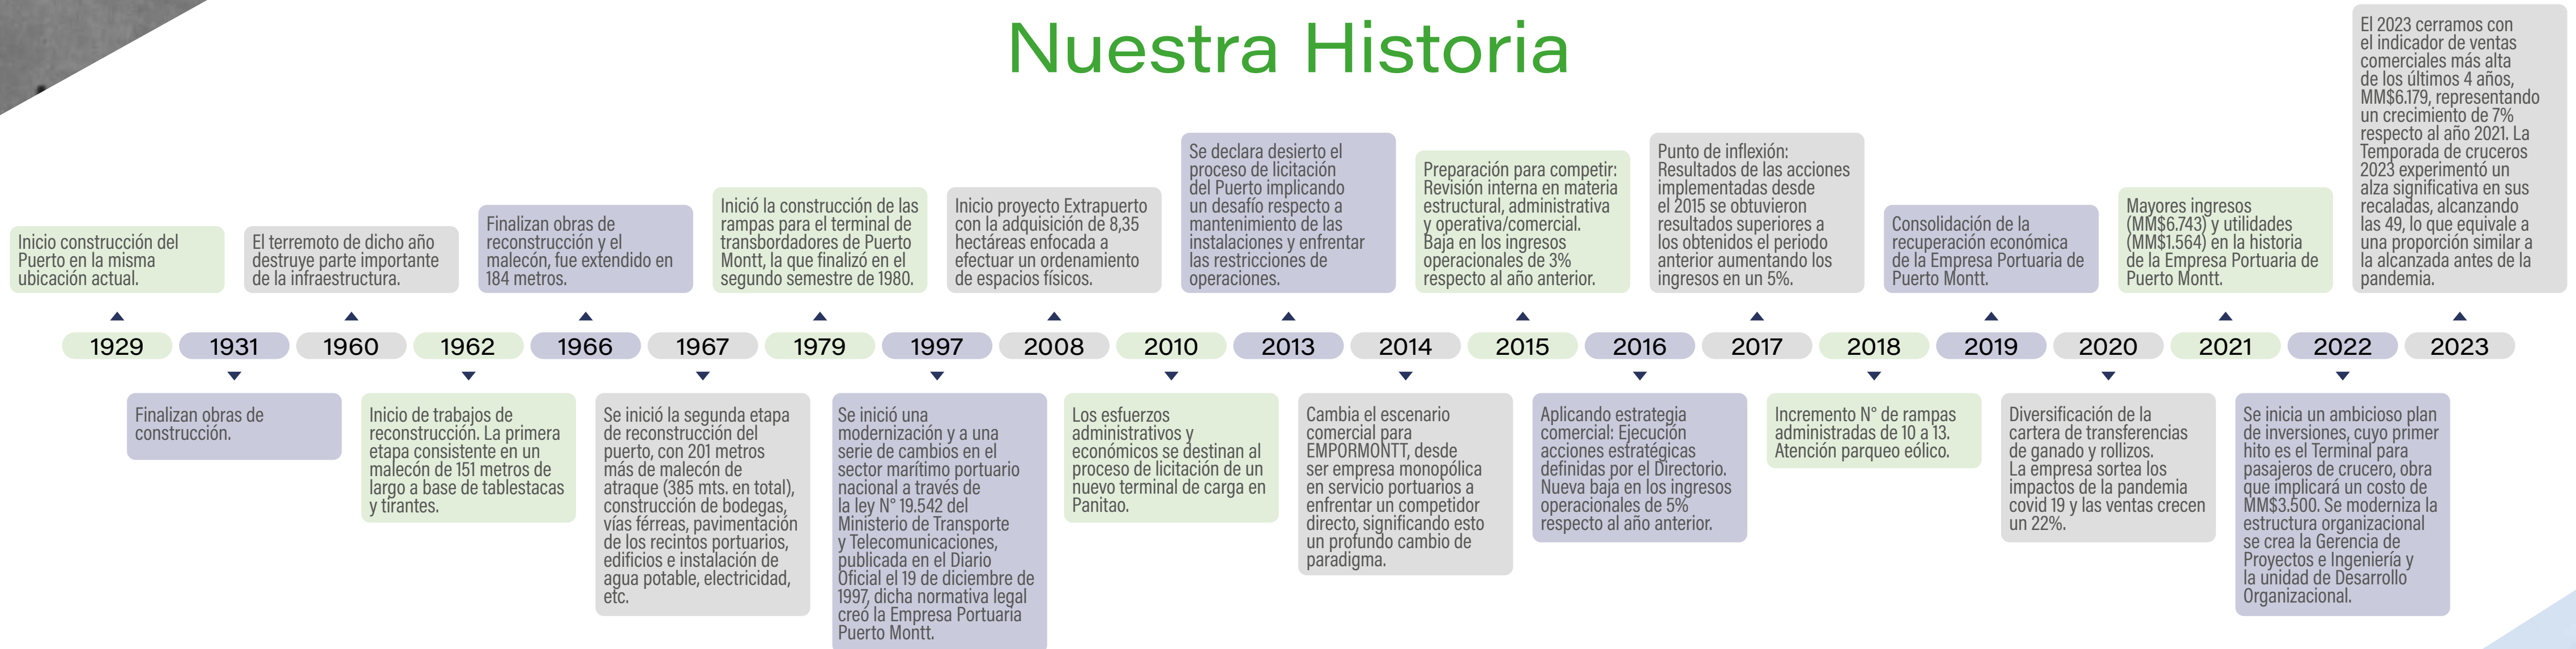 Nuestra Historia
Inicio construcción del
Puerto en la misma
ubicación actual.
El terremoto de dicho año
destruye parte importante
de la infraestructura.
Finalizan obras de
reconstrucción y el
malecón, fue extendido en
184 metros.
Inició la construcción de las
rampas para el terminal de
transbordadores de Puerto
Montt, la que finalizó en el
segundo semestre de 1980.
Inicio proyecto Extrapuerto
con la adquisición de 8,35
hectáreas enfocada a
efectuar un ordenamiento
de espacios físicos.
Se declara desierto el
proceso de licitación
del Puerto implicando
un desafío respecto a
mantenimiento de las
instalaciones y enfrentar
las restricciones de
operaciones.
Preparación para competir:
Revisión interna en materia
estructural, administrativa
y operativa/comercial.
Baja en los ingresos
operacionales de 3%
respecto al año anterior.
Punto de inflexión:
Resultados de las acciones
implementadas desde
el 2015 se obtuvieron
resultados superiores a
los obtenidos el periodo
anterior aumentando los
ingresos en un 5%.
Consolidación de la
recuperación económica
de la Empresa Portuaria de
Puerto Montt.
Mayores ingresos
(MM$6.743) y utilidades
(MM$1.564) en la historia
de la Empresa Portuaria de
Puerto Montt.
El 2023 cerramos con
el indicador de ventas
comerciales más alta
de los últimos 4 años,
MM$6.179, representando
un crecimiento de 7%
respecto al año 2021. La
Temporada de cruceros
2023 experimentó un
alza significativa en sus
recaladas, alcanzando
las 49, lo que equivale a
una proporción similar a
la alcanzada antes de la
pandemia.
1929 1931 1960 1962 1966 1967 1979 1997 2008 2010 2013 2014 2015 2016 2017 2018 2019 2020 2021 2022 2023
Finalizan obras de
construcción.
Inicio de trabajos de
reconstrucción. La primera
etapa consistente en un
malecón de 151 metros de
largo a base de tablestacas
y tirantes.
Se inició la segunda etapa
de reconstrucción del
puerto, con 201 metros
más de malecón de
atraque (385 mts. en total),
construcción de bodegas,
vías férreas, pavimentación
de los recintos portuarios,
edificios e instalación de
agua potable, electricidad,
etc.
Se inició una
modernización y a una
serie de cambios en el
sector marítimo portuario
nacional a través de
la ley N° 19.542 del
Ministerio de Transporte
y Telecomunicaciones,
publicada en el Diario
Oficial el 19 de diciembre de
1997, dicha normativa legal
creó la Empresa Portuaria
Puerto Montt.
Los esfuerzos
administrativos y
económicos se destinan al
proceso de licitación de un
nuevo terminal de carga en
Panitao.
Cambia el escenario
comercial para
EMPORMONTT, desde
ser empresa monopólica
en servicio portuarios a
enfrentar un competidor
directo, significando esto
un profundo cambio de
paradigma.
Aplicando estrategia
comercial: Ejecución
acciones estratégicas
definidas por el Directorio.
Nueva baja en los ingresos
operacionales de 5%
respecto al año anterior.
Incremento N° de rampas
administradas de 10 a 13.
Atención parqueo eólico.
Diversificación de la
cartera de transferencias
de ganado y rollizos.
La empresa sortea los
impactos de la pandemia
covid 19 y las ventas crecen
un 22%.
Se inicia un ambicioso plan
de inversiones, cuyo primer
hito es el Terminal para
pasajeros de crucero, obra
que implicará un costo de
MM$3.500. Se moderniza la
estructura organizacional
se crea la Gerencia de
Proyectos e Ingeniería y
la unidad de Desarrollo
Organizacional.